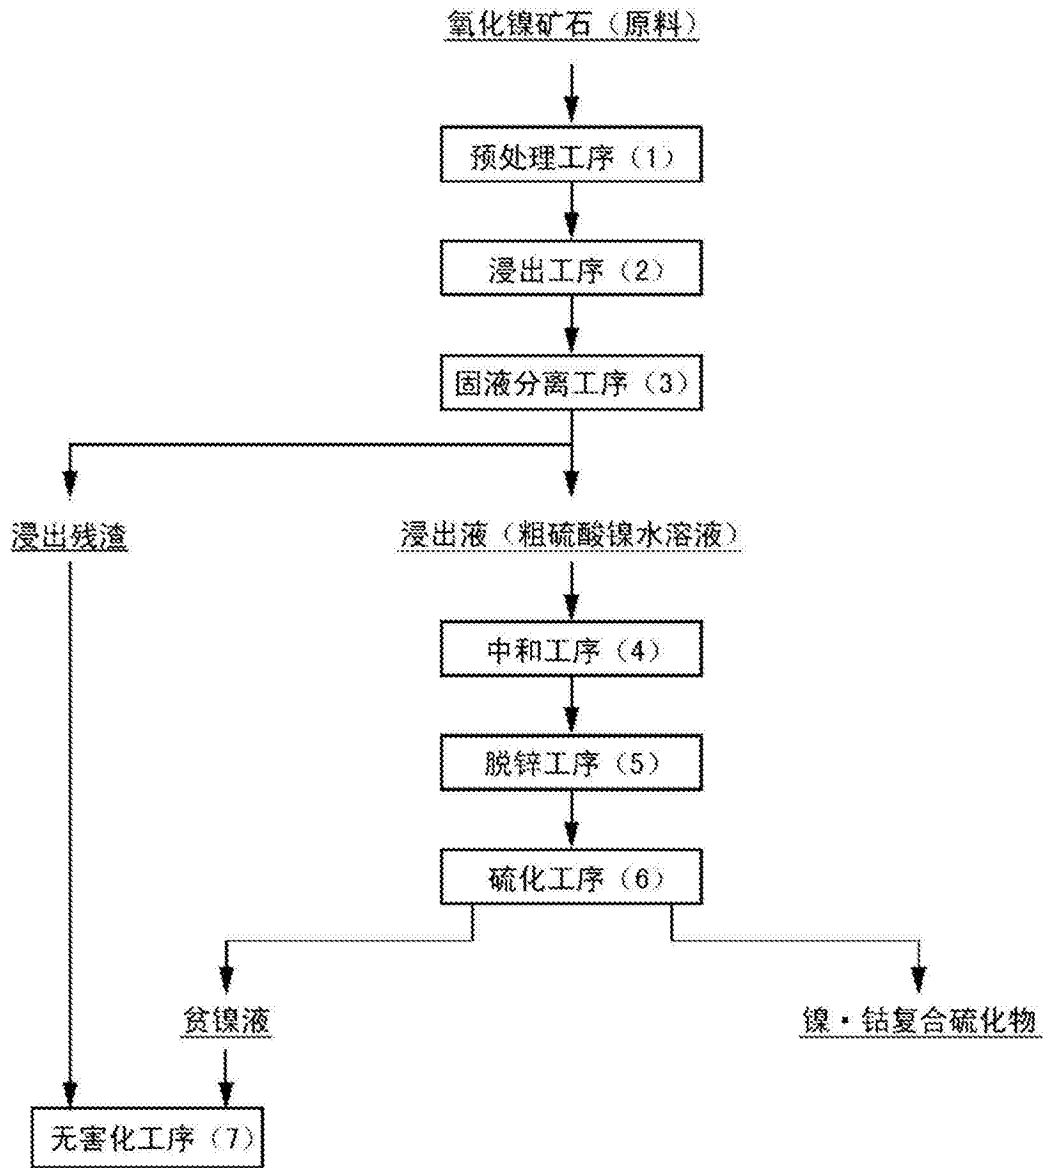 氧化镍矿石（原料）
预处理工序（1）
浸出工序（2）
固液分离工序（3）
浸出残渣
浸出液（粗硫酸镍水溶液）
中和工序（4）
脱锌工序（5）
硫化工序（6）
贫镍液
镍·钴复合硫化物
无害化工序（7）